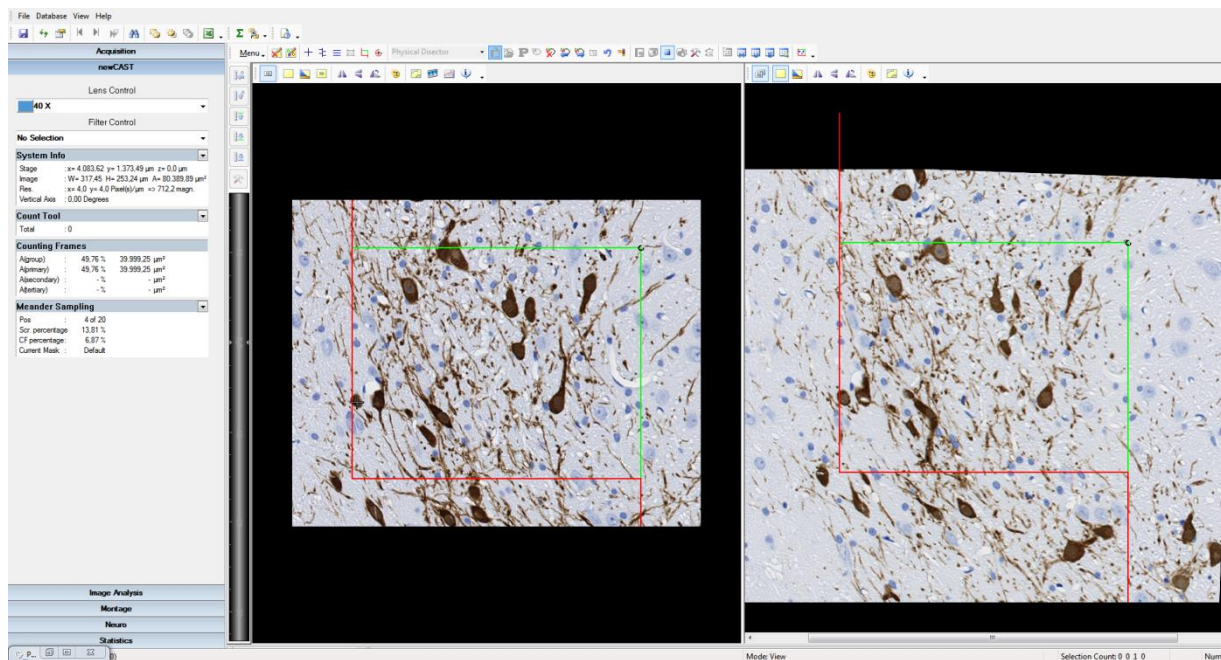 File Database View Help
Acquisition
newCAST
Lens Control
40 X
Filter Control
No Selection
System Info
Stage : x= 4.083,62 y= 1.373,49 µm z= 0,0 µm
Image : W= 317,45 H= 253,24 µm A= 80.389,89 µm²
Res. : x= 4,0 y= 4,0 Pixel(s)/µm => 712,2 magn.
Vertical Axis : 0,00 Degrees
Count Tool
Total : 0
Counting Frames
A(group) : 49,76 % 39.999,25 µm²
A(primary) : 49,76 % 39.999,25 µm²
A(secondary) : - % - µm²
A(tertiary) : - % - µm²
Meander Sampling
Pos : 4 of 20
Scr. percentage 13,81 %
CF percentage: 6,87 %
Current Mask : Default
Image Analysis
Montage
Neuro
Statistics
Menu
Physical Disector
Mode: View
Selection Count: 0 0 1 0
Num